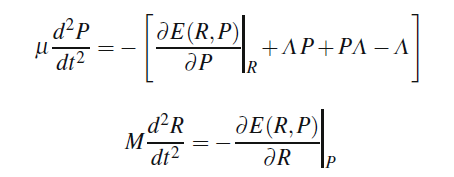 μ d²P/dt² = − [ ∂E(R,P)/∂P |_R + ΛP + PΛ − Λ ]
M d²R/dt² = − ∂E(R,P)/∂R |_P